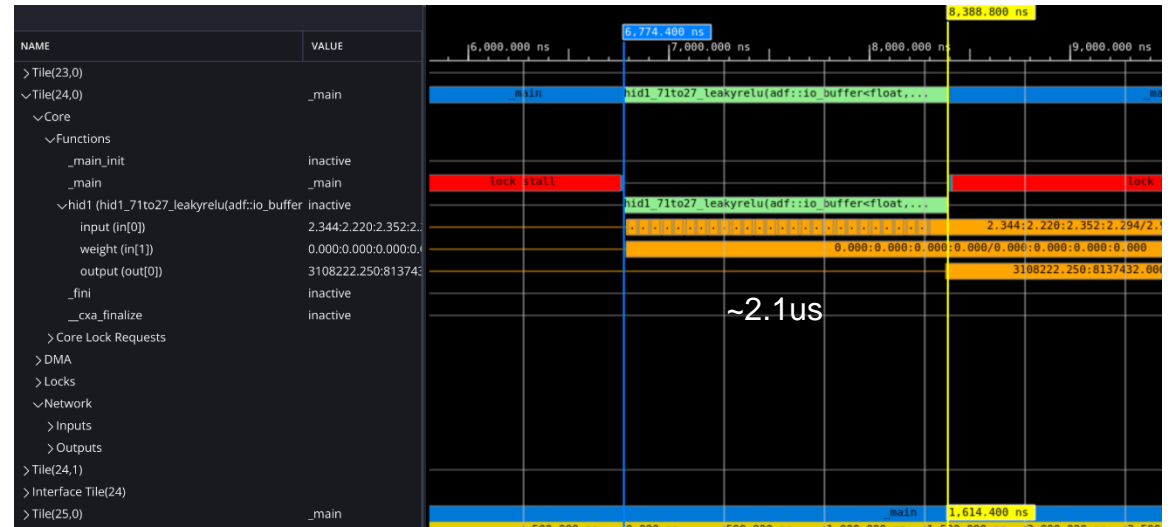 8,388.800 ns
6,774.400 ns
NAME VALUE 6,000.000 ns 7,000.000 ns 8,000.000 n 9,000.000 ns
Tile(23,0)
Tile(24,0) _main _main hid1_71to27_leakyrelu(adf::io_buffer<float,...
Core
Functions
_main_init inactive
_main _main lock stall lock
hid1 (hid1_71to27_leakyrelu(adf::io_buffer inactive hid1_71to27_leakyrelu(adf::io_buffer<float,...
input (in[0]) 2.344:2.220:2.352:2. 2.344:2.220:2.352:2.294/2.
weight (in[1]) 0.000:0.000:0.000:0. 0.000:0.000:0.000:0.000/0.000:0.000:0.000:0.000
output (out[0]) 3108222.250:813743 3108222.250:8137432.000
_fini inactive
__cxa_finalize inactive
~2.1us
Core Lock Requests
DMA
Locks
Network
Inputs
Outputs
Tile(24,1)
Interface Tile(24)
Tile(25,0) _main _main 1,614.400 ns